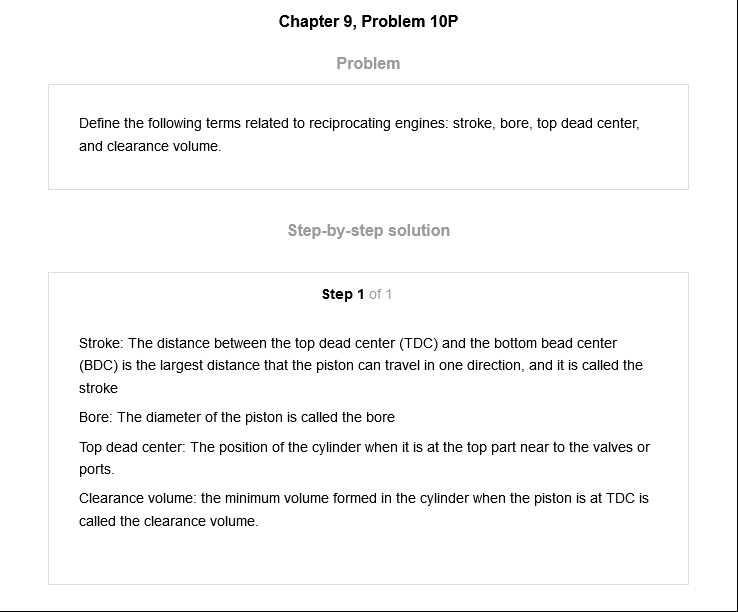 Chapter 9, Problem 10P
Problem
Define the following terms related to reciprocating engines: stroke, bore, top dead center,
and clearance volume.
Step-by-step solution
Step 1 of 1
Stroke: The distance between the top dead center (TDC) and the bottom bead center
(BDC) is the largest distance that the piston can travel in one direction, and it is called the
stroke
Bore: The diameter of the piston is called the bore
Top dead center: The position of the cylinder when it is at the top part near to the valves or
ports.
Clearance volume: the minimum volume formed in the cylinder when the piston is at TDC is
called the clearance volume.